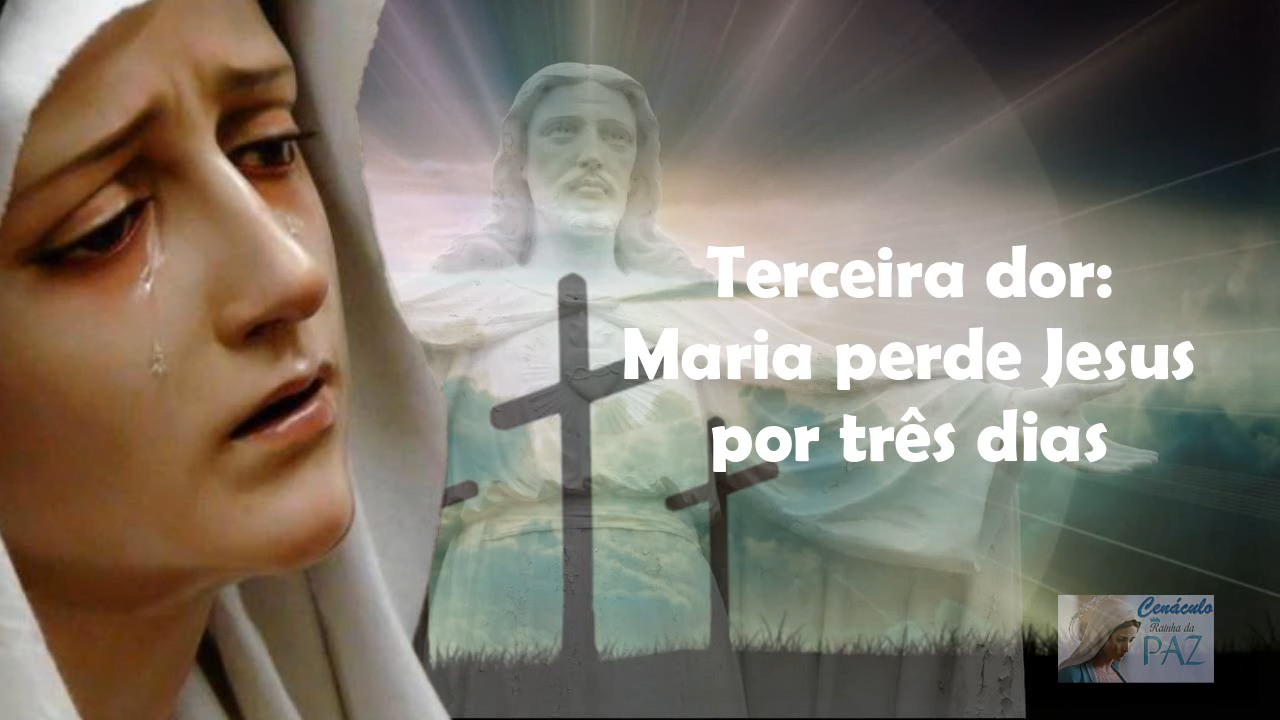 Terceira dor:
Maria perde Jesus
por três dias
Cenáculo
Rainha da
PAZ